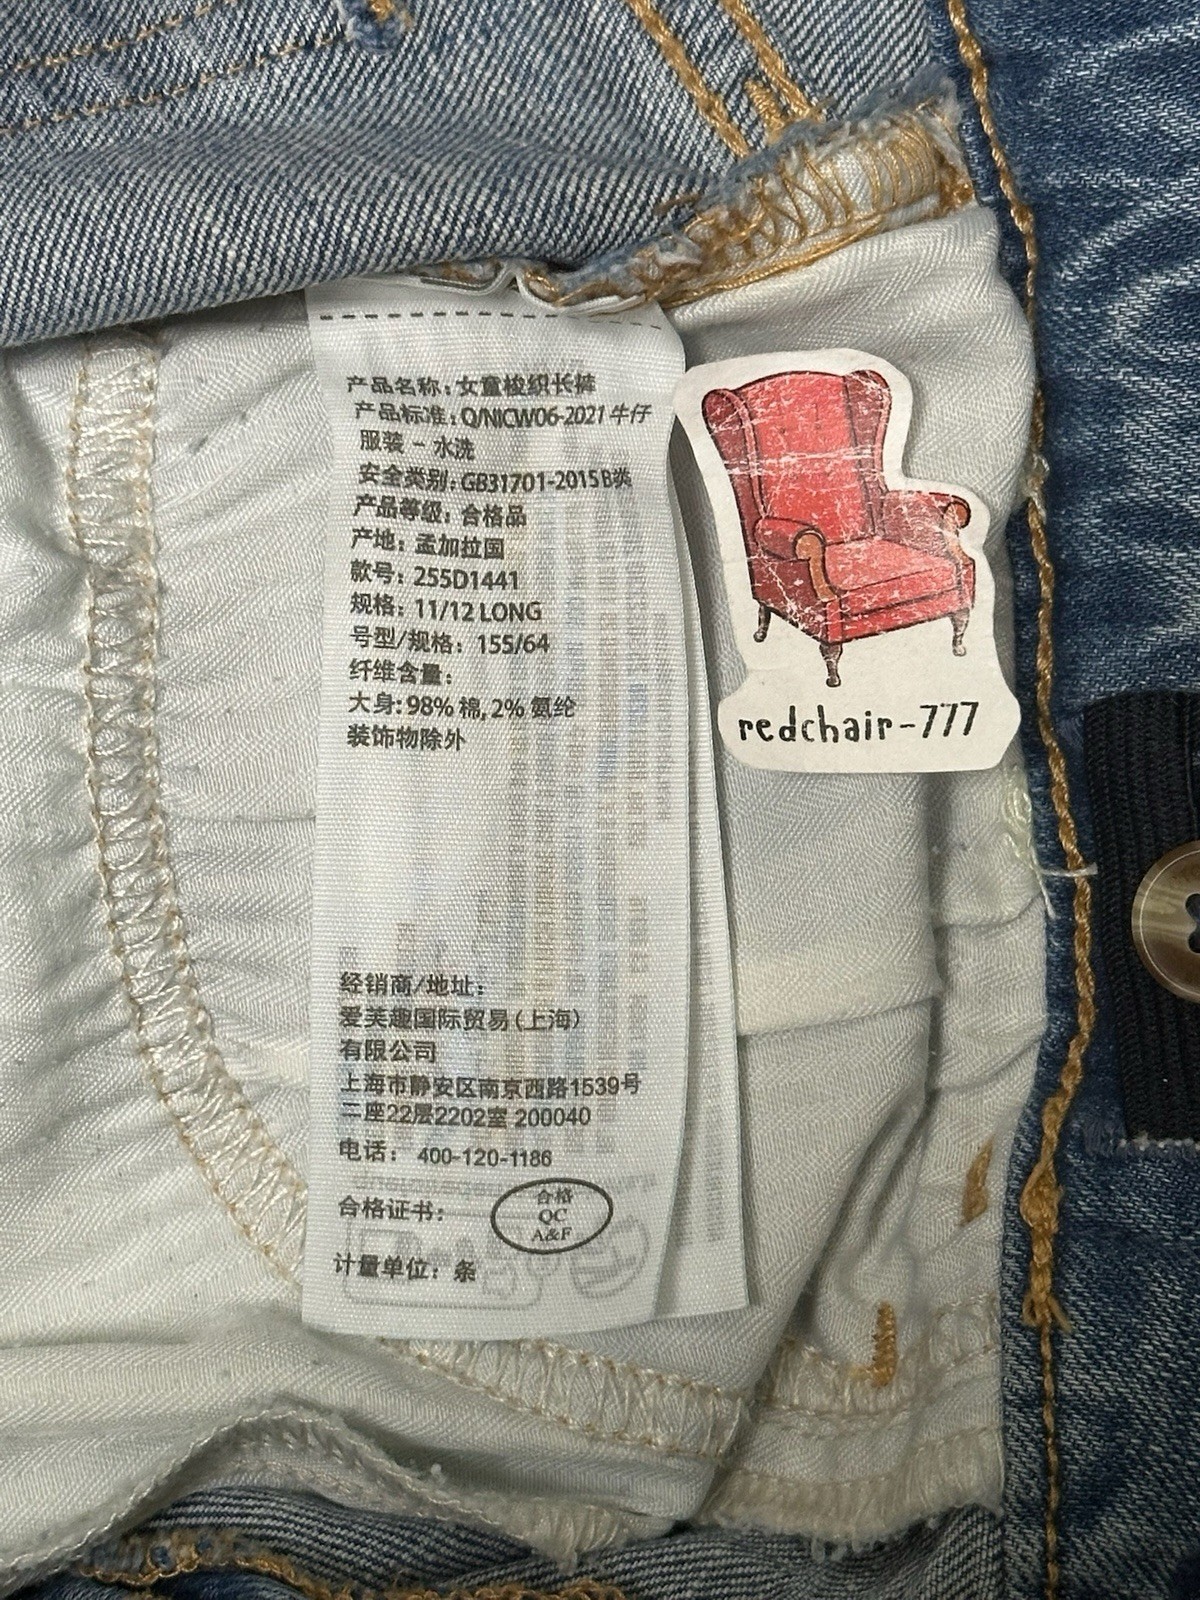 产品名称：女童梭织长裤
产品标准：Q/NICW06-2021 牛仔
服装 - 水洗
安全类别：GB31701-2015 B类
产品等级：合格品
产地：孟加拉国
款号：255D1441
规格：11/12 LONG
号型/规格：155/64
纤维含量：
大身: 98% 棉, 2% 氨纶
装饰物除外
经销商/地址：
爱芙趣国际贸易 (上海)
有限公司
上海市静安区南京西路1539号
二座22层2202室 200040
电话： 400-120-1186
合格证书：
合格
QC
A&F
计量单位：条
redchair-777